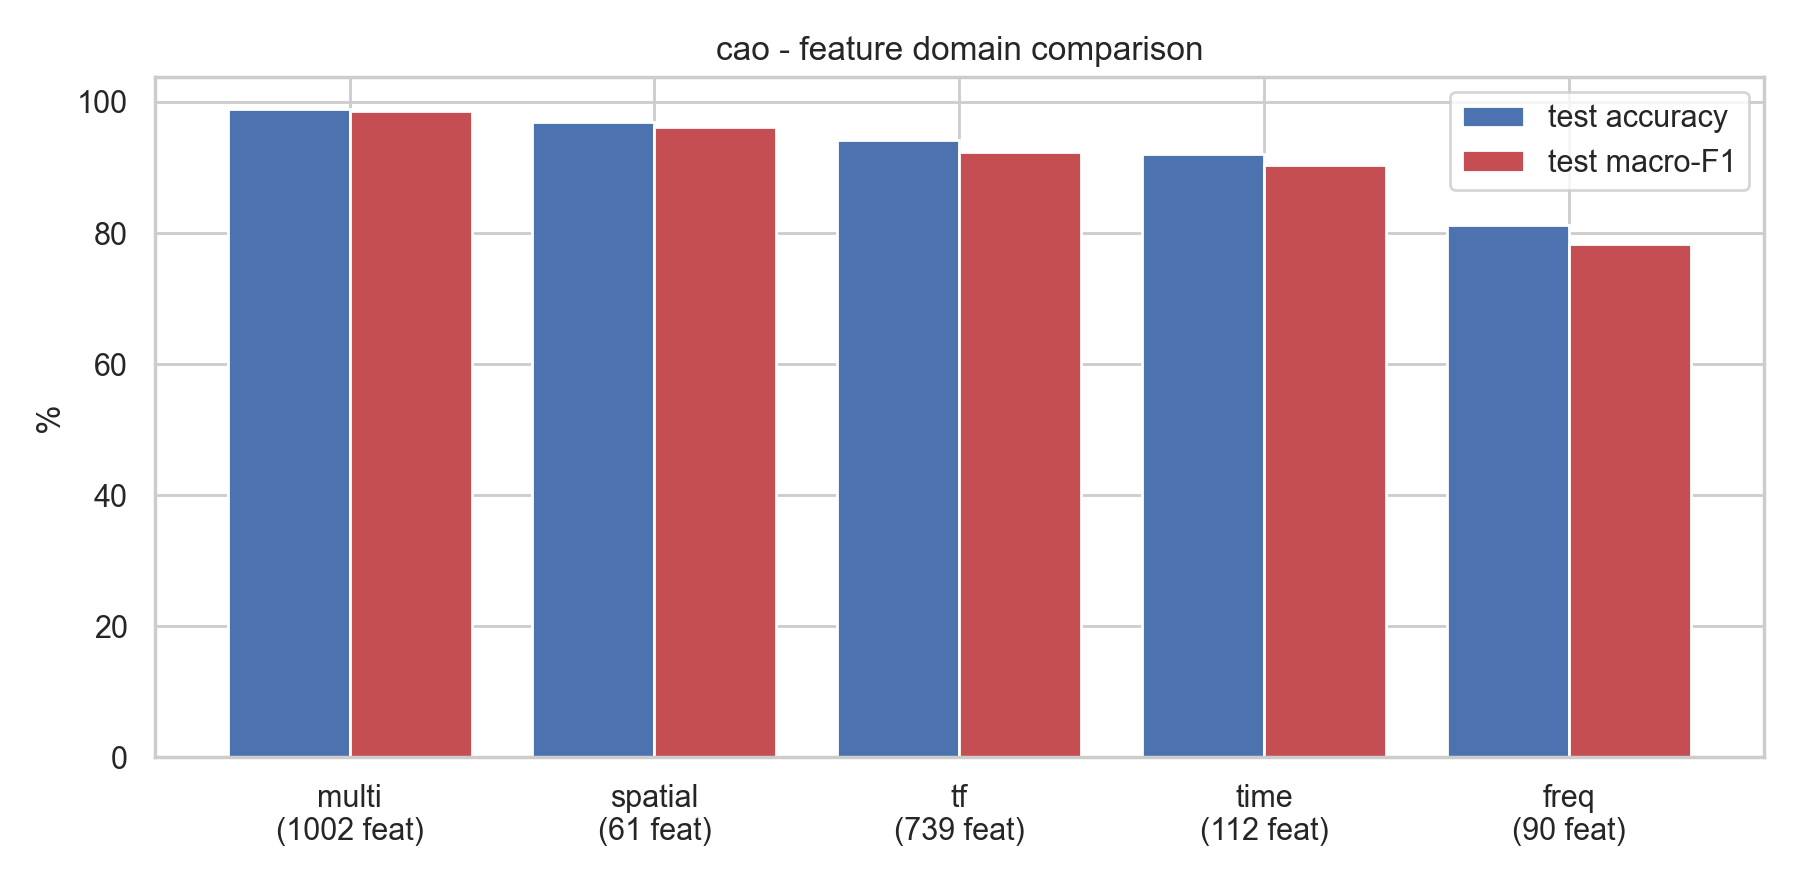 cao - feature domain comparison
test accuracy
test macro-F1
%
100
80
60
40
20
0
multi
(1002 feat)
spatial
(61 feat)
tf
(739 feat)
time
(112 feat)
freq
(90 feat)